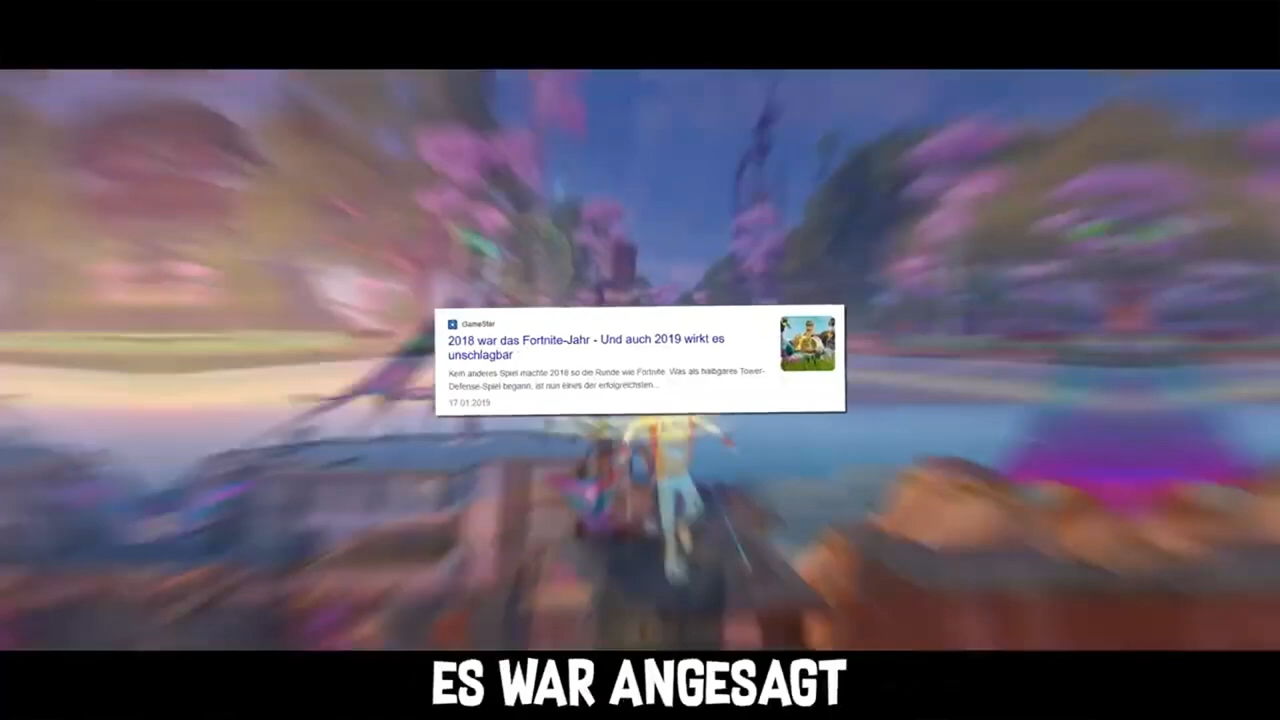 GameStar
2018 war das Fortnite-Jahr - Und auch 2019 wirkt es
unschlagbar
Kein anderes Spiel machte 2018 so die Runde wie Fortnite. Was als halbgares Tower-
Defense-Spiel begann, ist nun eines der erfolgreichsten...
17.01.2019
ES WAR ANGESAGT